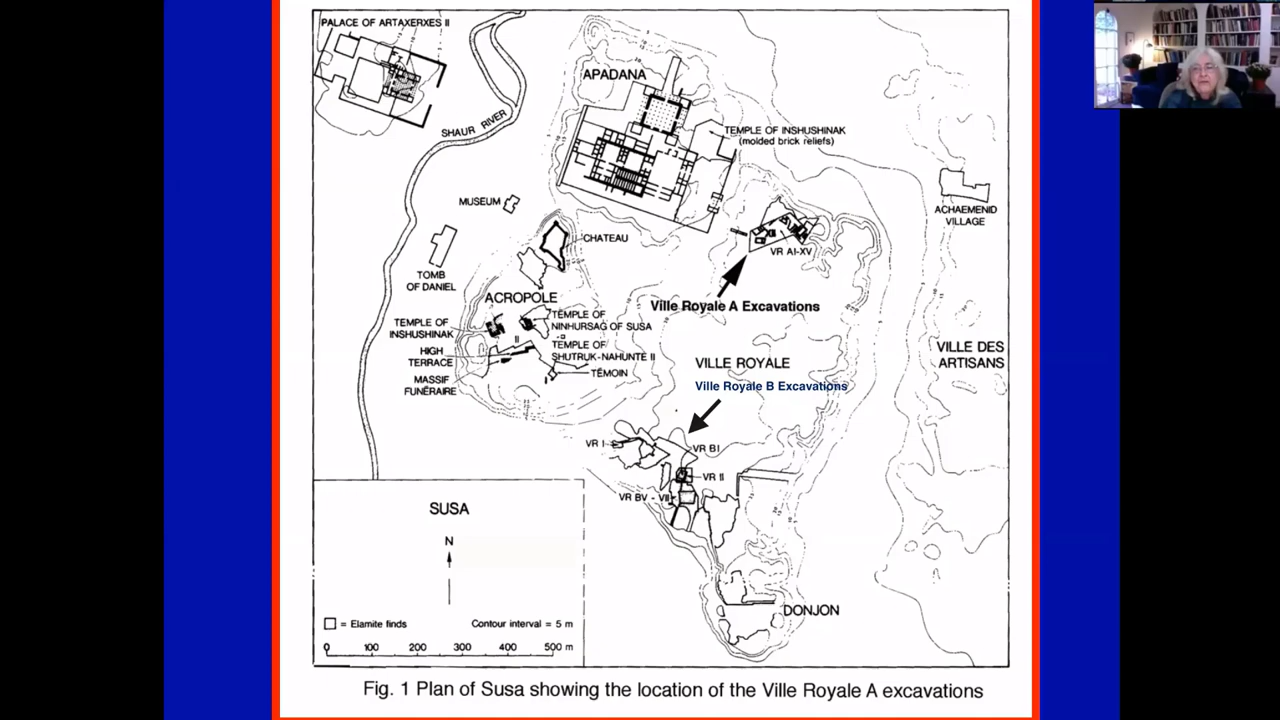 PALACE OF ARTAXERXES II
SHAUR RIVER
APADANA
TEMPLE OF INSHUSHINAK
(molded brick reliefs)
MUSEUM
CHATEAU
TOMB
OF DANIEL
ACHAEMENID
VILLAGE
VR AI-XV
Ville Royale A Excavations
ACROPOLE
TEMPLE OF
INSHUSHINAK
TEMPLE OF
NINHURSAG OF SUSA
II
HIGH
TERRACE
TEMPLE OF
SHUTRUK-NAHUNTE II
MASSIF
FUNÉRAIRE
I
TÉMOIN
VILLE ROYALE
Ville Royale B Excavations
VILLE DES
ARTISANS
VR I
VR BI
VR II
VR BV - VII
DONJON
SUSA
N
= Elamite finds
Contour interval = 5 m
0 100 200 300 400 500 m
Fig. 1 Plan of Susa showing the location of the Ville Royale A excavations